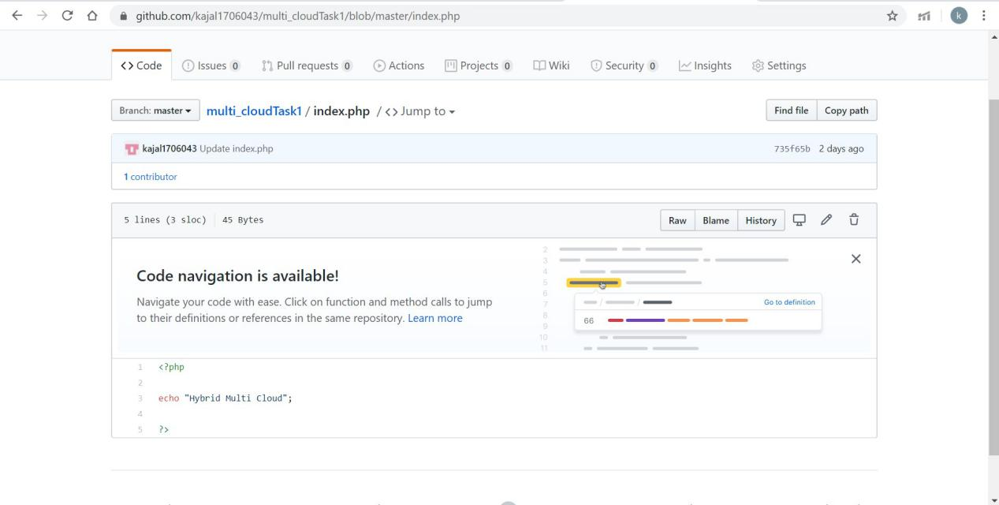 github.com/kajal1706043/multi_cloudTask1/blob/master/index.php
k
Code Issues 0 Pull requests 0 Actions Projects 0 Wiki Security 0 Insights Settings
Branch: master multi_cloudTask1 / index.php / <> Jump to Find file Copy path
kajal1706043 Update index.php 735f65b 2 days ago
1 contributor
5 lines (3 sloc) 45 Bytes Raw Blame History
Code navigation is available!
Navigate your code with ease. Click on function and method calls to jump
to their definitions or references in the same repository. Learn more
2
3
4
5
6
7 Go to definition
8
66
9
10
11
1 <?php
2
3 echo "Hybrid Multi Cloud";
4
5 ?>